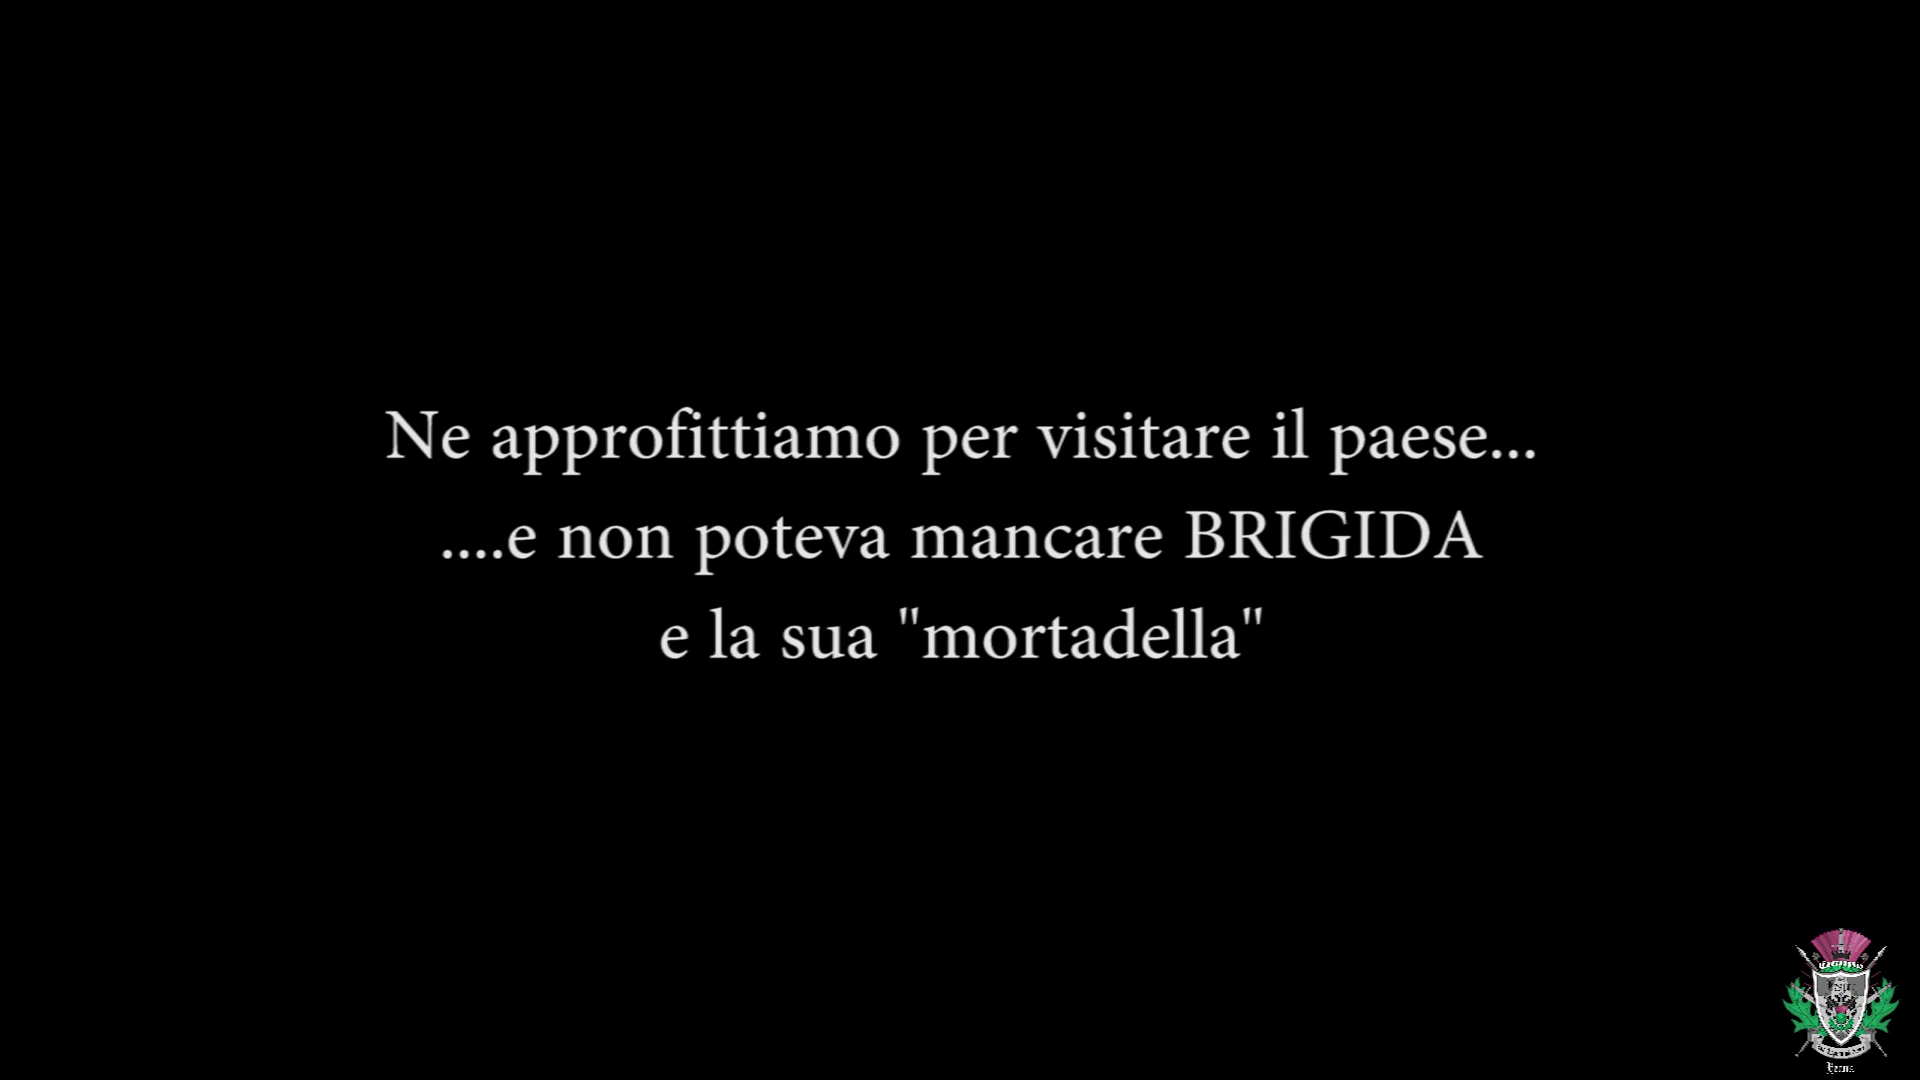 Ne approfittiamo per visitare il paese...
....e non poteva mancare BRIGIDA
e la sua "mortadella"